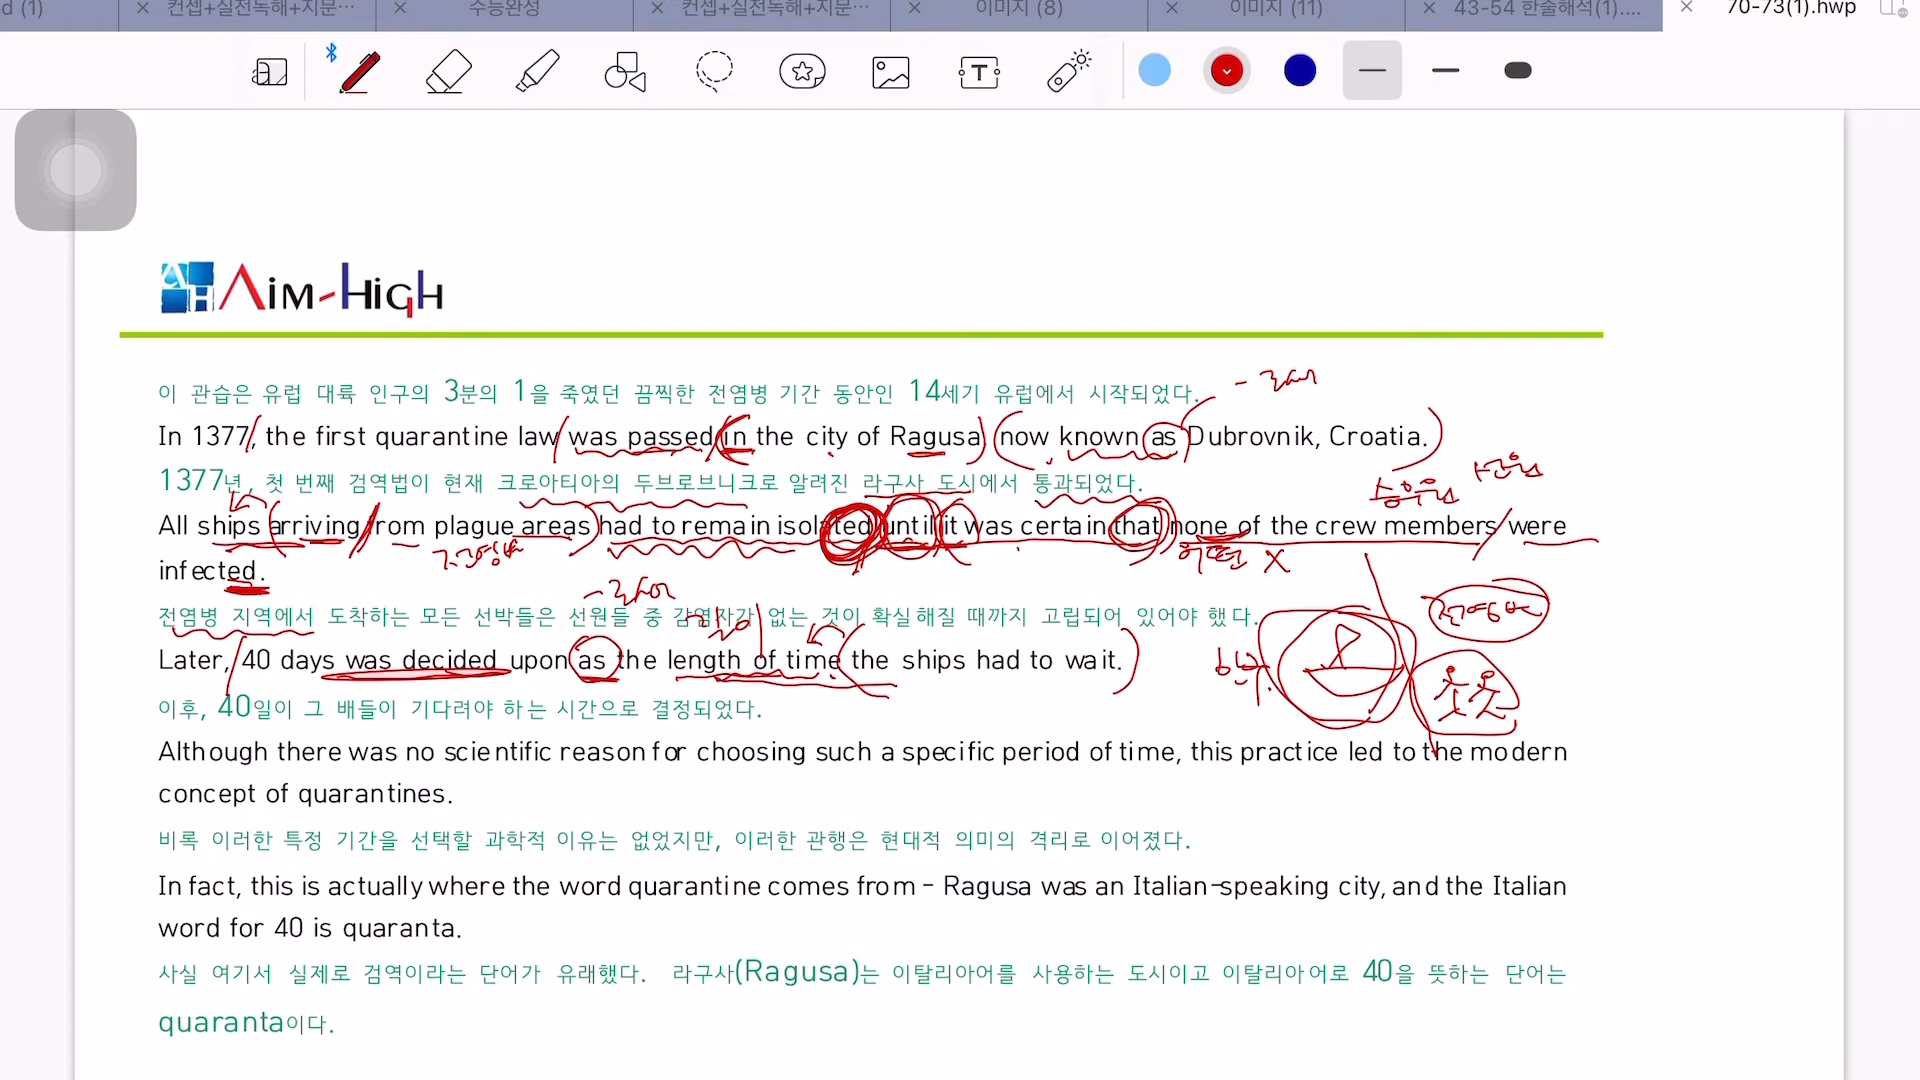 d (1) × 컨셉+실전독해+지문… × 수능완성 × 컨셉+실전독해+지문… × 이미지 (8) × 이미지 (11) × 43-54 한줄해석(1).… × 70-73(1).hwp
T
AH Aim-High
이 관습은 유럽 대륙 인구의 3분의 1을 죽였던 끔찍한 전염병 기간 동안인 14세기 유럽에서 시작되었다.
~로서
In 1377, the first quarantine law was passed in the city of Ragusa (now known as Dubrovnik, Croatia.)
1377년, 첫 번째 검역법이 현재 크로아티아의 두브로브니크로 알려진 라구사 도시에서 통과되었다.
승무원 선원
All ships arriving from plague areas had to remain isolated until it was certain that none of the crew members were
전염병 어떤 X
infected.
~로서
전염병 지역에서 도착하는 모든 선박들은 선원들 중 감염자가 없는 것이 확실해질 때까지 고립되어 있어야 했다.
전염병
길이
Later, 40 days was decided upon as the length of time the ships had to wait.
이후, 40일이 그 배들이 기다려야 하는 시간으로 결정되었다.
Although there was no scientific reason for choosing such a specific period of time, this practice led to the modern
concept of quarantines.
비록 이러한 특정 기간을 선택할 과학적 이유는 없었지만, 이러한 관행은 현대적 의미의 격리로 이어졌다.
In fact, this is actually where the word quarantine comes from - Ragusa was an Italian-speaking city, and the Italian
word for 40 is quaranta.
사실 여기서 실제로 검역이라는 단어가 유래했다. 라구사(Ragusa)는 이탈리아어를 사용하는 도시이고 이탈리아어로 40을 뜻하는 단어는
quaranta이다.